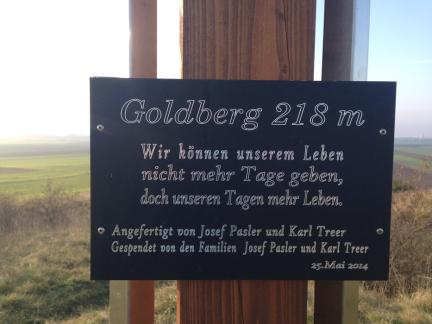 Goldberg 218 m
Wir können unserem Leben
nicht mehr Tage geben,
doch unseren Tagen mehr Leben.
Angefertigt von Josef Pasler und Karl Treer
Gespendet von den Familien Josef Pasler und Karl Treer
25.Mai 2014